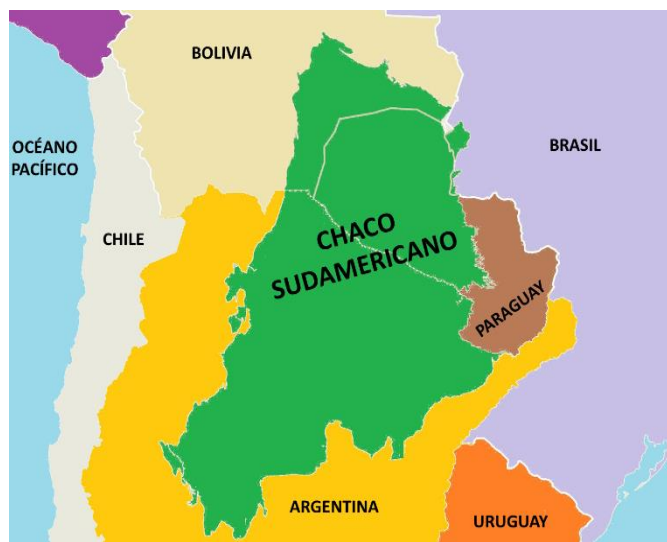 BOLIVIA
OCÉANO
PACÍFICO
BRASIL
CHILE
CHACO
SUDAMERICANO
PARAGUAY
ARGENTINA
URUGUAY